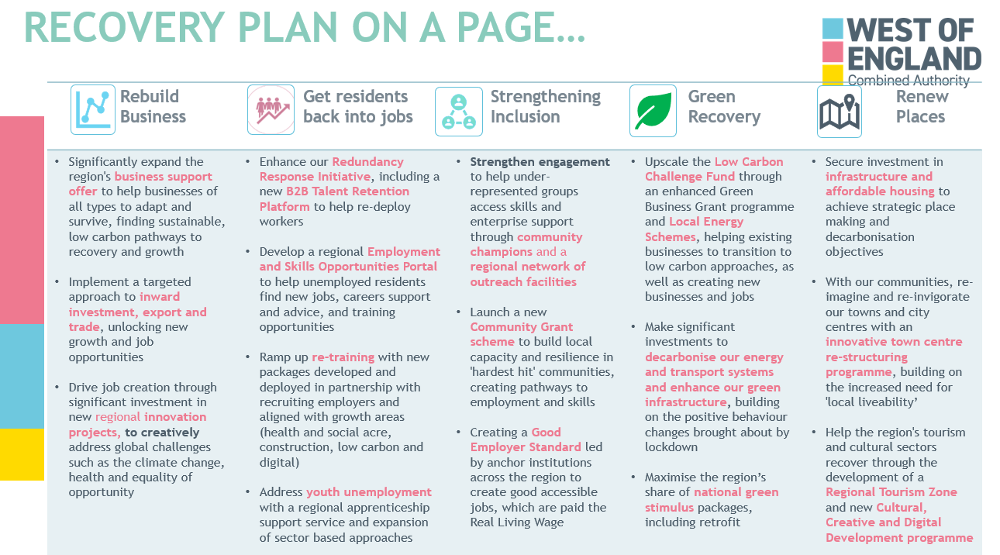 RECOVERY PLAN ON A PAGE…
WEST OF
ENGLAND
Combined Authority
Rebuild
Business
Get residents
back into jobs
Strengthening
Inclusion
Green
Recovery
Renew
Places
• Significantly expand the
region's business support
offer to help businesses of
all types to adapt and
survive, finding sustainable,
low carbon pathways to
recovery and growth
• Implement a targeted
approach to inward
investment, export and
trade, unlocking new
growth and job
opportunities
• Drive job creation through
significant investment in
new regional innovation
projects, to creatively
address global challenges
such as the climate change,
health and equality of
opportunity
• Enhance our Redundancy
Response Initiative, including a
new B2B Talent Retention
Platform to help re-deploy
workers
• Develop a regional Employment
and Skills Opportunities Portal
to help unemployed residents
find new jobs, careers support
and advice, and training
opportunities
• Ramp up re-training with new
packages developed and
deployed in partnership with
recruiting employers and
aligned with growth areas
(health and social acre,
construction, low carbon and
digital)
• Address youth unemployment
with a regional apprenticeship
support service and expansion
of sector based approaches
• Strengthen engagement
to help under-
represented groups
access skills and
enterprise support
through community
champions and a
regional network of
outreach facilities
• Launch a new
Community Grant
scheme to build local
capacity and resilience in
'hardest hit' communities,
creating pathways to
employment and skills
• Creating a Good
Employer Standard led
by anchor institutions
across the region to
create good accessible
jobs, which are paid the
Real Living Wage
• Upscale the Low Carbon
Challenge Fund through
an enhanced Green
Business Grant programme
and Local Energy
Schemes, helping existing
businesses to transition to
low carbon approaches, as
well as creating new
businesses and jobs
• Make significant
investments to
decarbonise our energy
and transport systems
and enhance our green
infrastructure, building
on the positive behaviour
changes brought about by
lockdown
• Maximise the region’s
share of national green
stimulus packages,
including retrofit
• Secure investment in
infrastructure and
affordable housing to
achieve strategic place
making and
decarbonisation
objectives
• With our communities, re-
imagine and re-invigorate
our towns and city
centres with an
innovative town centre
re-structuring
programme, building on
the increased need for
'local liveability’
• Help the region's tourism
and cultural sectors
recover through the
development of a
Regional Tourism Zone
and new Cultural,
Creative and Digital
Development programme